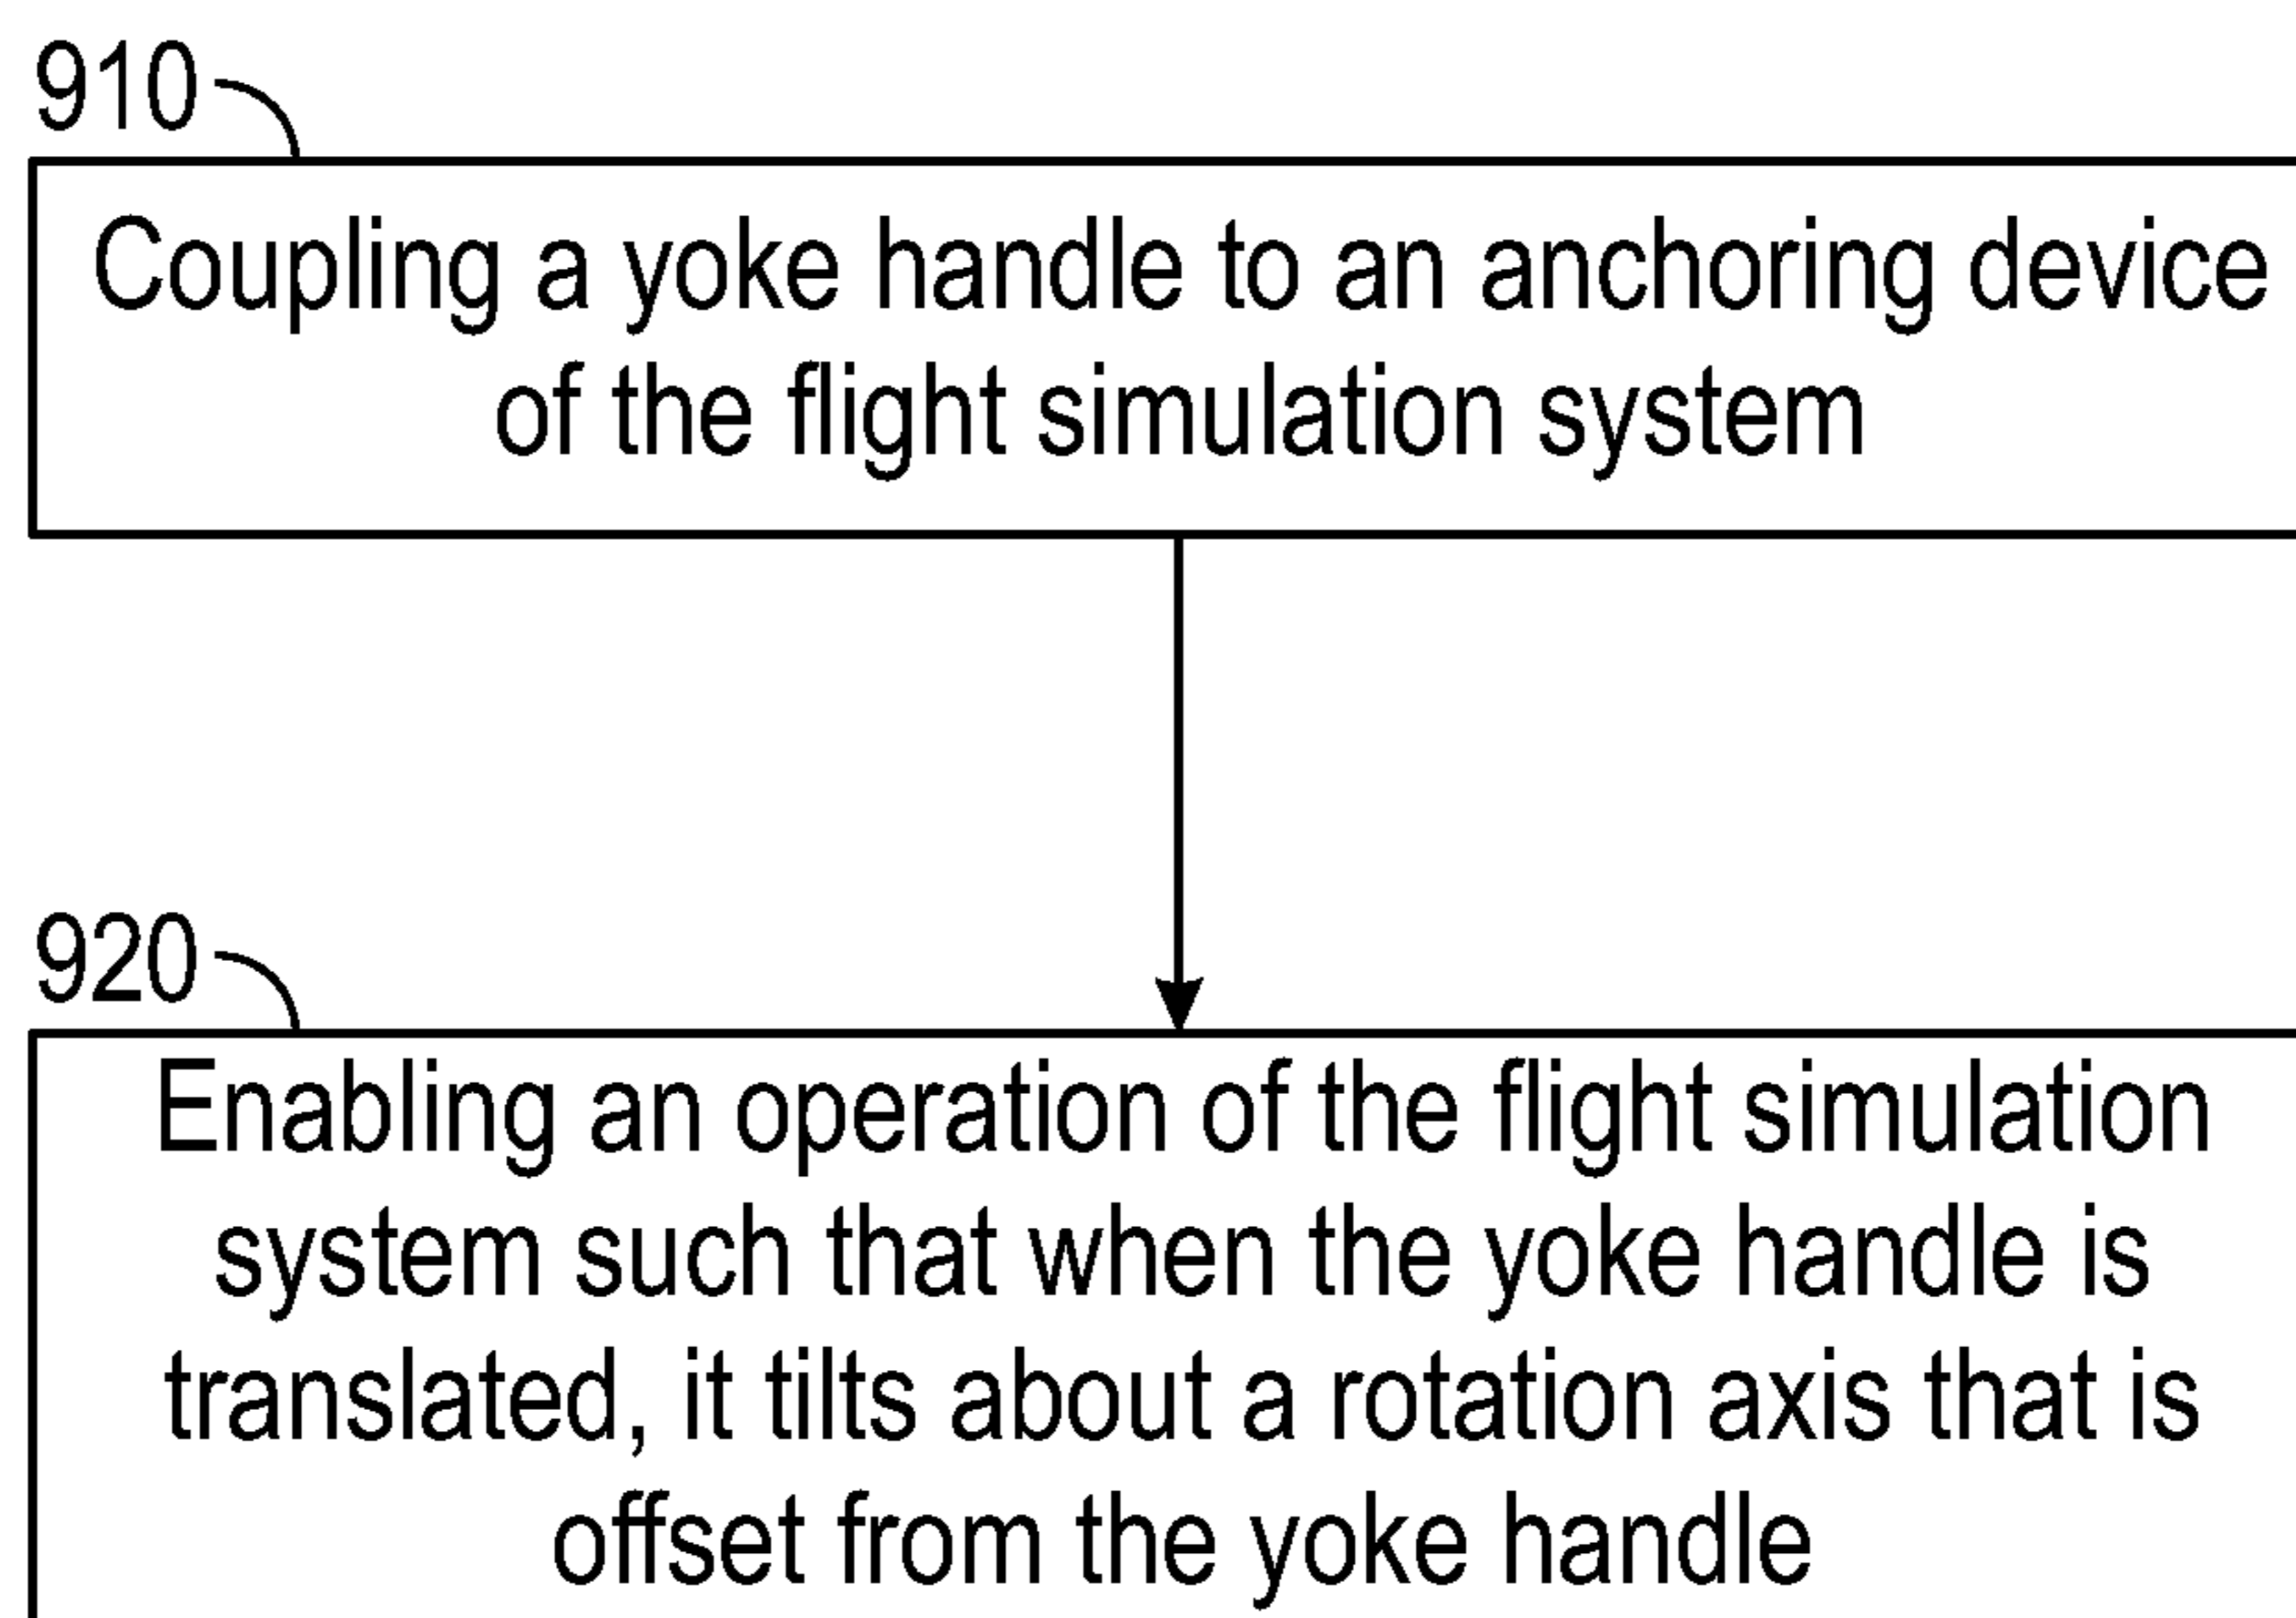 910
Coupling a yoke handle to an anchoring device
of the flight simulation system
920
Enabling an operation of the flight simulation
system such that when the yoke handle is
translated, it tilts about a rotation axis that is
offset from the yoke handle